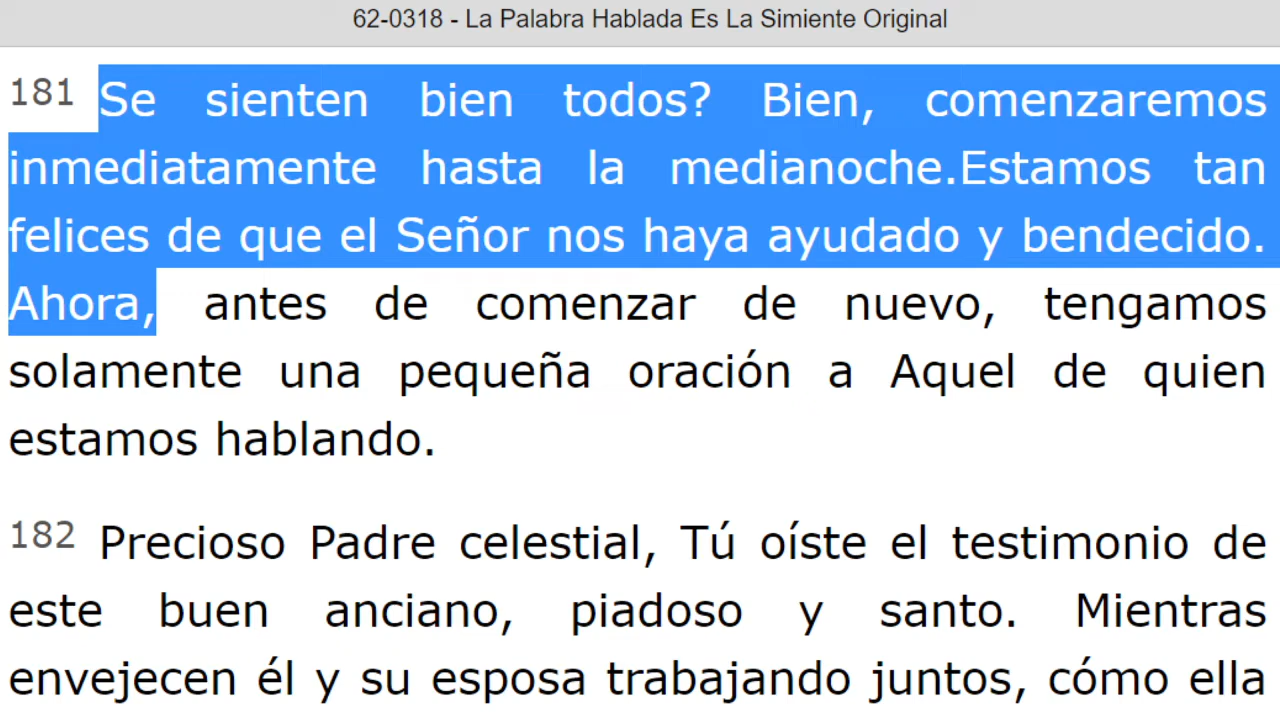 62-0318 - La Palabra Hablada Es La Simiente Original
181 Se sienten bien todos? Bien, comenzaremos
inmediatamente hasta la medianoche.Estamos tan
felices de que el Señor nos haya ayudado y bendecido.
Ahora, antes de comenzar de nuevo, tengamos
solamente una pequeña oración a Aquel de quien
estamos hablando.
182 Precioso Padre celestial, Tú oíste el testimonio de
este buen anciano, piadoso y santo. Mientras
envejecen él y su esposa trabajando juntos, cómo ella